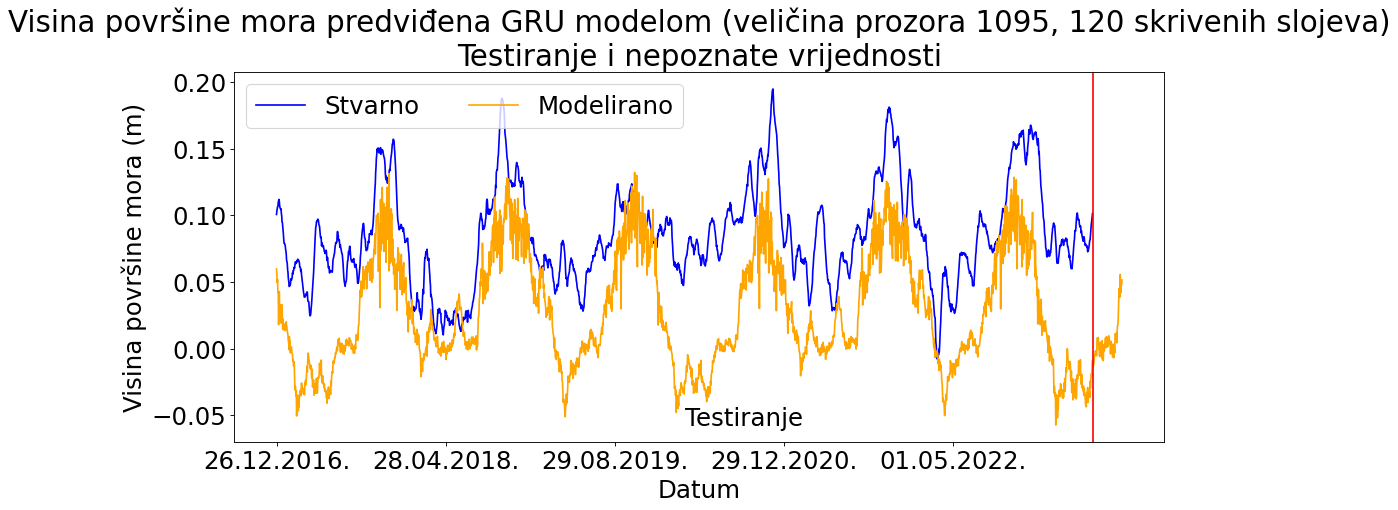 Visina površine mora predviđena GRU modelom (veličina prozora 1095, 120 skrivenih slojeva)
Testiranje i nepoznate vrijednosti
Stvarno Modelirano
0.20
0.15
0.10
0.05
0.00
−0.05
Visina površine mora (m)
Testiranje
26.12.2016. 28.04.2018. 29.08.2019. 29.12.2020. 01.05.2022.
Datum